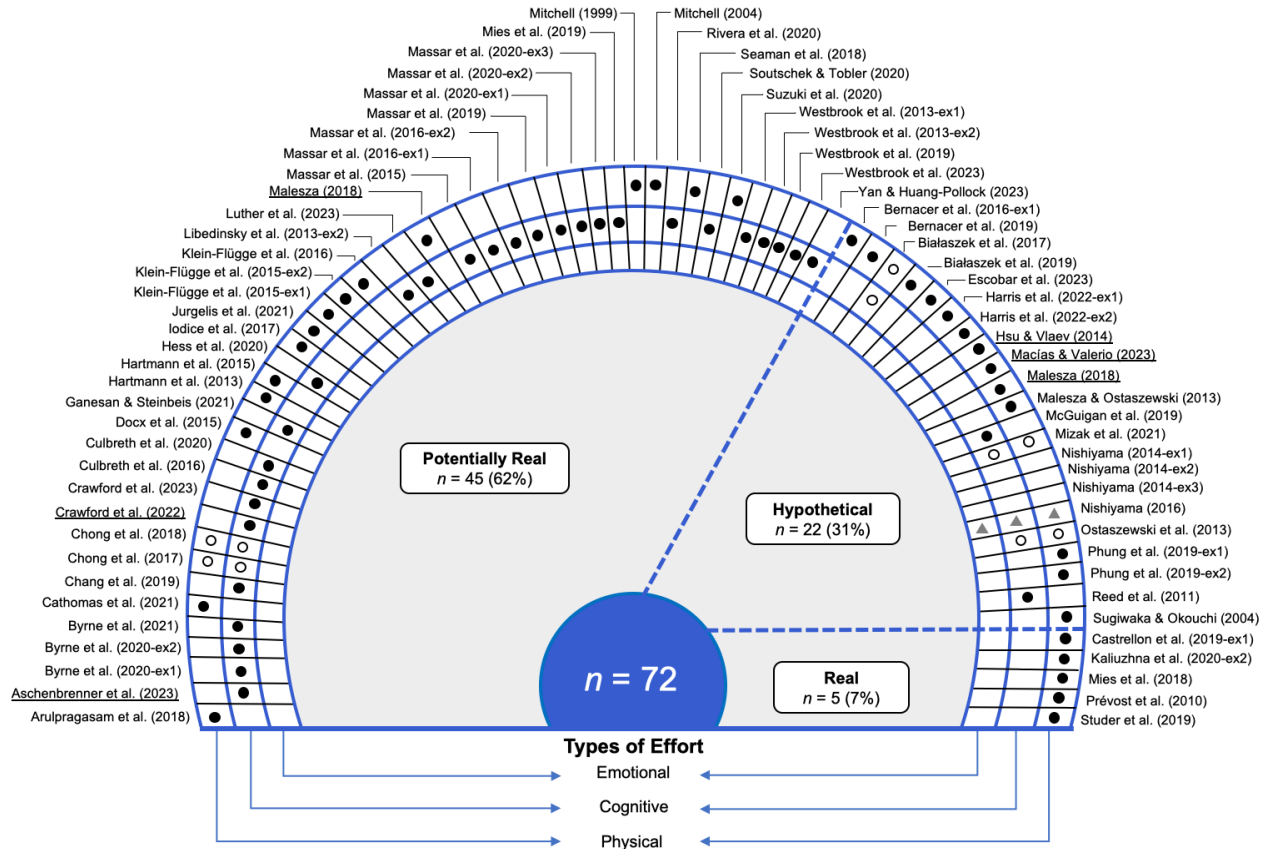 Mitchell (1999)
Mies et al. (2019)
Massar et al. (2020-ex3)
Massar et al. (2020-ex2)
Massar et al. (2020-ex1)
Massar et al. (2019)
Massar et al. (2016-ex2)
Massar et al. (2016-ex1)
Massar et al. (2015)
Malesza (2018)
Luther et al. (2023)
Libedinsky et al. (2013-ex2)
Klein-Flügge et al. (2016)
Klein-Flügge et al. (2015-ex2)
Klein-Flügge et al. (2015-ex1)
Jurgelis et al. (2021)
Iodice et al. (2017)
Hess et al. (2020)
Hartmann et al. (2015)
Hartmann et al. (2013)
Ganesan & Steinbeis (2021)
Docx et al. (2015)
Culbreth et al. (2020)
Culbreth et al. (2016)
Crawford et al. (2023)
Crawford et al. (2022)
Chong et al. (2018)
Chong et al. (2017)
Chang et al. (2019)
Cathomas et al. (2021)
Byrne et al. (2021)
Byrne et al. (2020-ex2)
Byrne et al. (2020-ex1)
Aschenbrenner et al. (2023)
Arulpragasam et al. (2018)
Mitchell (2004)
Rivera et al. (2020)
Seaman et al. (2018)
Soutschek & Tobler (2020)
Suzuki et al. (2020)
Westbrook et al. (2013-ex1)
Westbrook et al. (2013-ex2)
Westbrook et al. (2019)
Westbrook et al. (2023)
Yan & Huang-Pollock (2023)
Bernacer et al. (2016-ex1)
Bernacer et al. (2019)
Białaszek et al. (2017)
Białaszek et al. (2019)
Escobar et al. (2023)
Harris et al. (2022-ex1)
Harris et al. (2022-ex2)
Hsu & Vlaev (2014)
Macías & Valerio (2023)
Malesza (2018)
Malesza & Ostaszewski (2013)
McGuigan et al. (2019)
Mizak et al. (2021)
Nishiyama (2014-ex1)
Nishiyama (2014-ex2)
Nishiyama (2014-ex3)
Nishiyama (2016)
Ostaszewski et al. (2013)
Phung et al. (2019-ex1)
Phung et al. (2019-ex2)
Reed et al. (2011)
Sugiwaka & Okouchi (2004)
Castrellon et al. (2019-ex1)
Kaliuzhna et al. (2020-ex2)
Mies et al. (2018)
Prévost et al. (2010)
Studer et al. (2019)
Potentially Real
n = 45 (62%)
Hypothetical
n = 22 (31%)
Real
n = 5 (7%)
n = 72
Types of Effort
Emotional
Cognitive
Physical